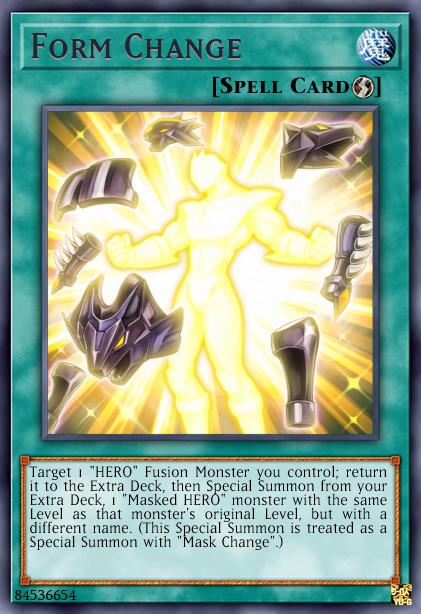 FORM CHANGE
魔
[SPELL CARD]
Target 1 "HERO" Fusion Monster you control; return
it to the Extra Deck, then Special Summon from your
Extra Deck, 1 "Masked HERO" monster with the same
Level as that monster's original Level, but with a
different name. (This Special Summon is treated as a
Special Summon with "Mask Change".)
84536654